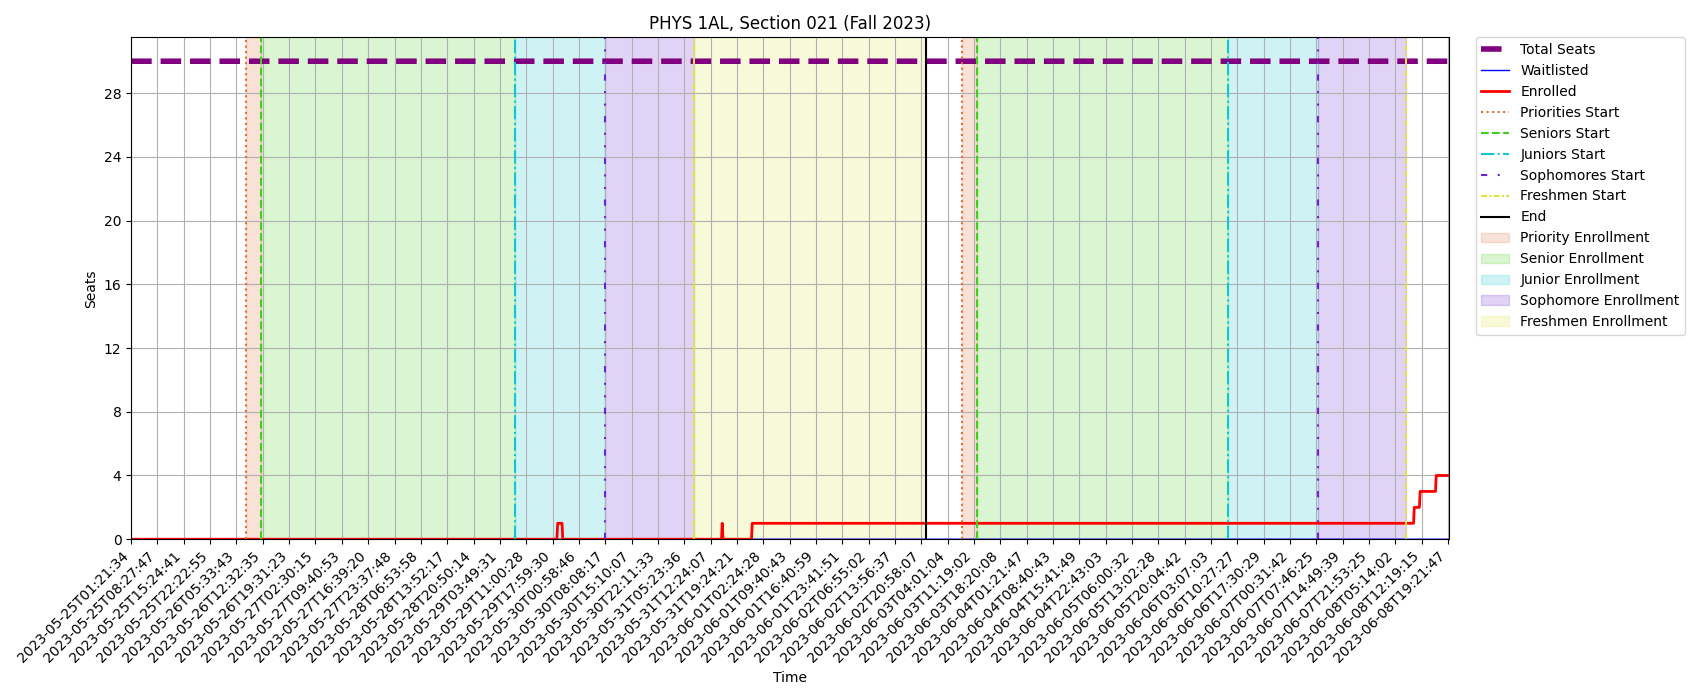 PHYS 1AL, Section 021 (Fall 2023)
Seats
28
24
20
16
12
8
4
0
2023-05-25T01:21:34
2023-05-25T08:27:47
2023-05-25T15:24:41
2023-05-25T22:22:55
2023-05-26T05:33:43
2023-05-26T12:32:35
2023-05-26T19:31:23
2023-05-27T02:30:15
2023-05-27T09:40:53
2023-05-27T16:39:20
2023-05-27T23:37:48
2023-05-28T06:53:58
2023-05-28T13:52:17
2023-05-28T20:50:14
2023-05-29T03:49:31
2023-05-29T11:00:28
2023-05-29T17:59:30
2023-05-30T00:58:46
2023-05-30T08:08:17
2023-05-30T15:10:07
2023-05-30T22:11:33
2023-05-31T05:23:36
2023-05-31T12:24:07
2023-05-31T19:24:21
2023-06-01T02:24:28
2023-06-01T09:40:43
2023-06-01T16:40:59
2023-06-01T23:41:51
2023-06-02T06:55:02
2023-06-02T13:56:37
2023-06-02T20:58:07
2023-06-03T04:01:04
2023-06-03T11:19:02
2023-06-03T18:20:08
2023-06-04T01:21:47
2023-06-04T08:40:43
2023-06-04T15:41:49
2023-06-04T22:43:03
2023-06-05T06:00:32
2023-06-05T13:02:28
2023-06-05T20:04:42
2023-06-06T03:07:03
2023-06-06T10:27:27
2023-06-06T17:30:29
2023-06-07T00:31:42
2023-06-07T07:46:25
2023-06-07T14:49:39
2023-06-07T21:53:25
2023-06-08T05:14:02
2023-06-08T12:19:15
2023-06-08T19:21:47
Time
Total Seats
Waitlisted
Enrolled
Priorities Start
Seniors Start
Juniors Start
Sophomores Start
Freshmen Start
End
Priority Enrollment
Senior Enrollment
Junior Enrollment
Sophomore Enrollment
Freshmen Enrollment